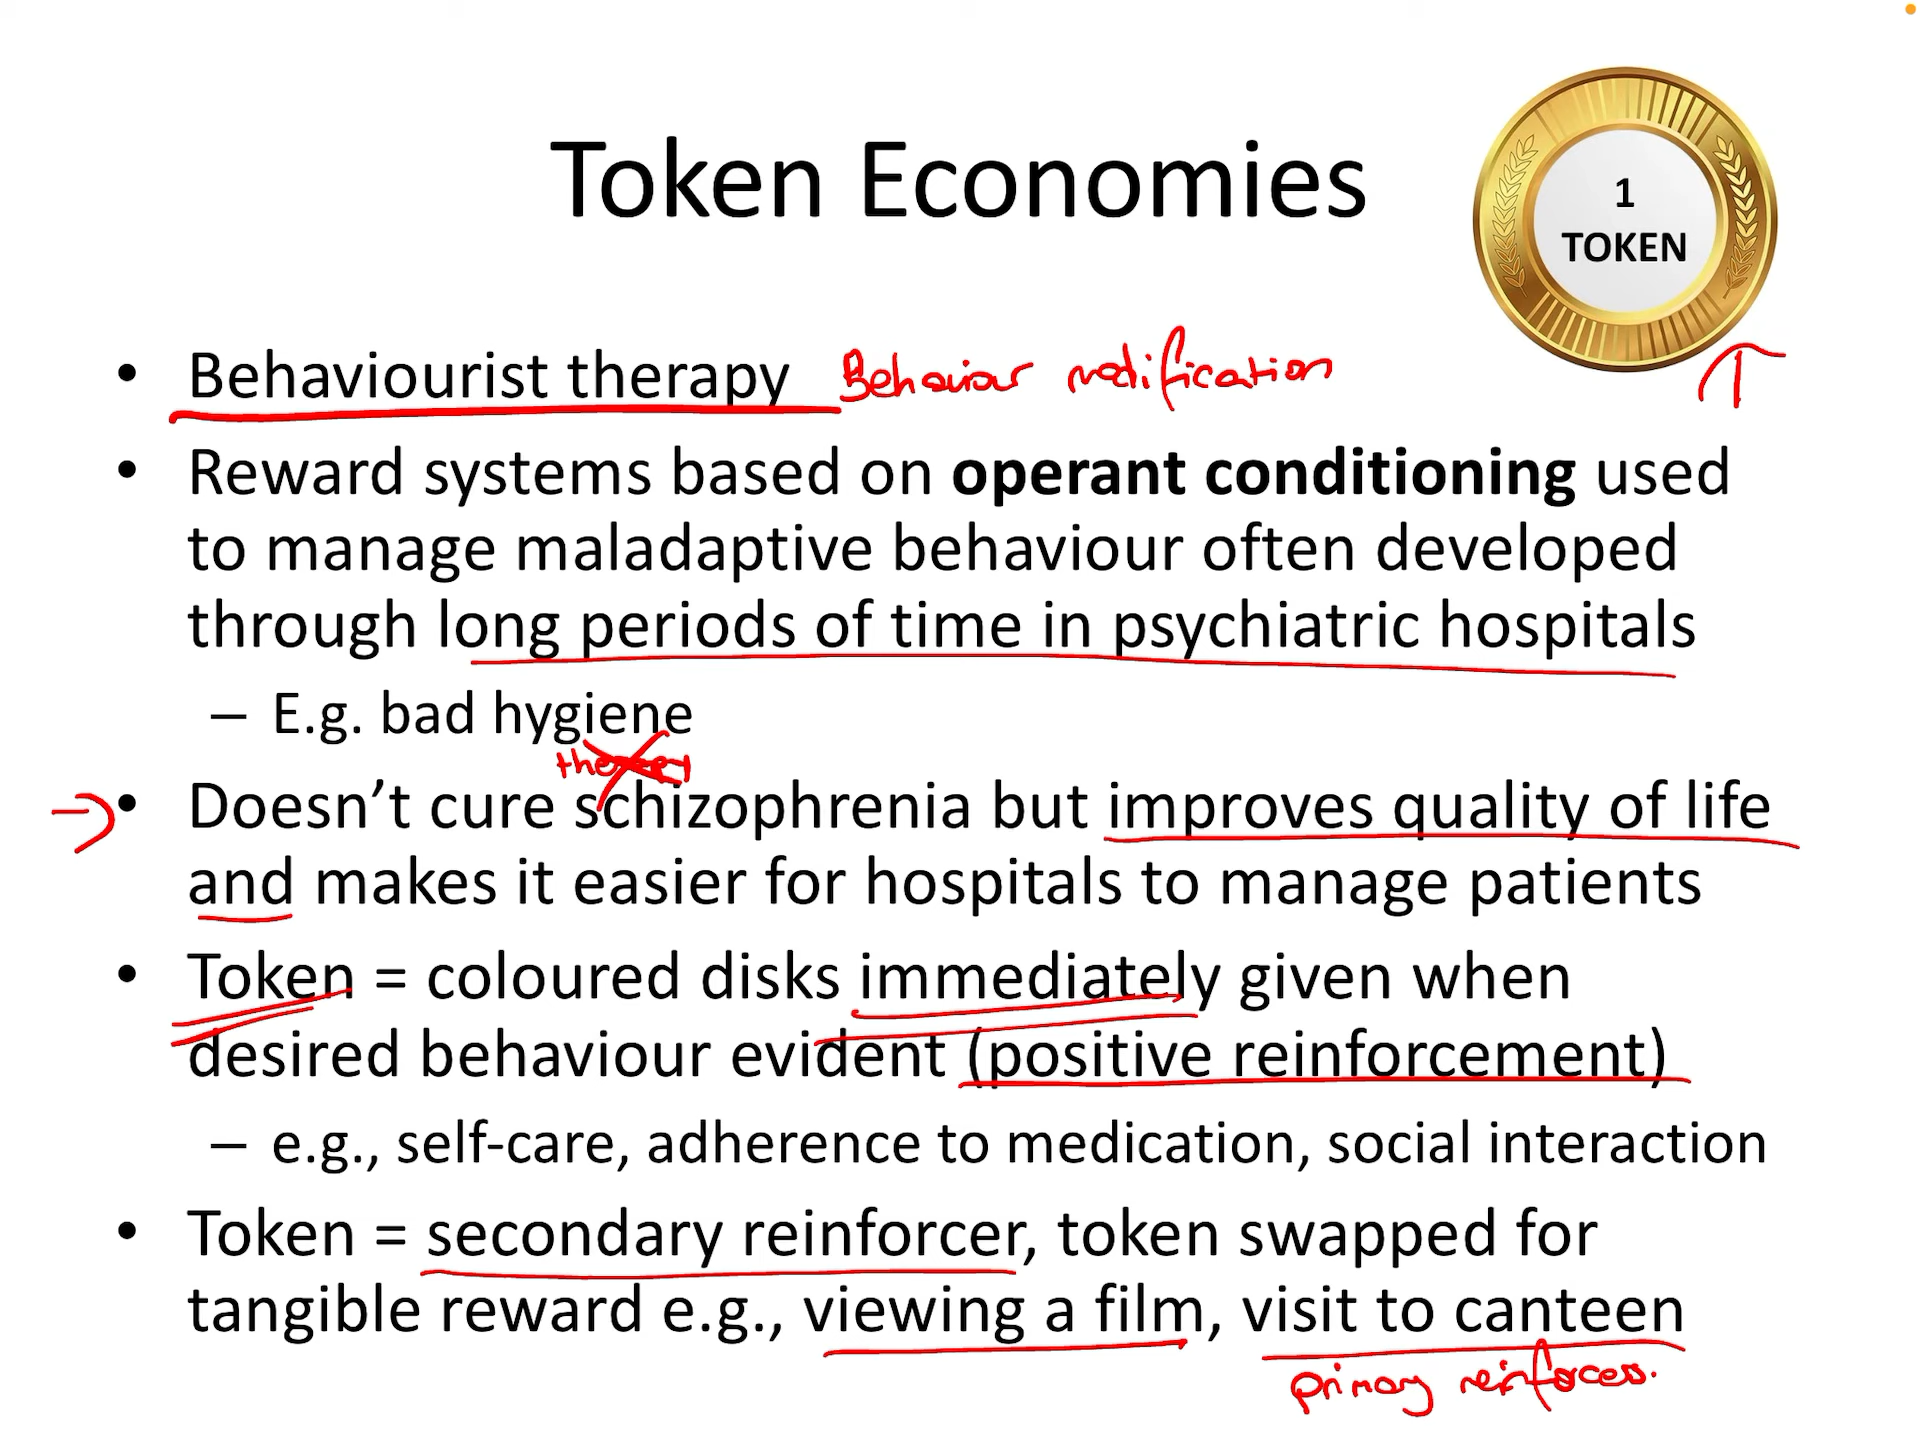 Token Economies
1
TOKEN
• Behaviourist therapy Behaviour modification
• Reward systems based on operant conditioning used
to manage maladaptive behaviour often developed
through long periods of time in psychiatric hospitals
– E.g. bad hygiene
• Doesn’t cure schizophrenia but improves quality of life
and makes it easier for hospitals to manage patients
• Token = coloured disks immediately given when
desired behaviour evident (positive reinforcement)
– e.g., self-care, adherence to medication, social interaction
• Token = secondary reinforcer, token swapped for
tangible reward e.g., viewing a film, visit to canteen
primary reinforcers.